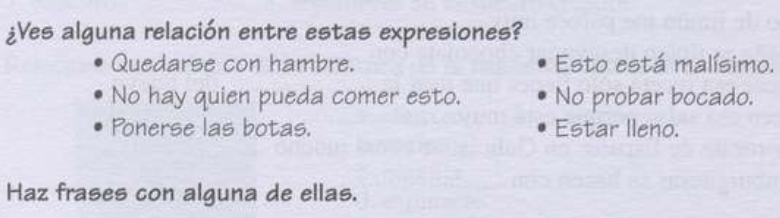 ¿Ves alguna relación entre estas expresiones?
• Quedarse con hambre.
• No hay quien pueda comer esto.
• Ponerse las botas.
• Esto está malísimo.
• No probar bocado.
• Estar lleno.
Haz frases con alguna de ellas.